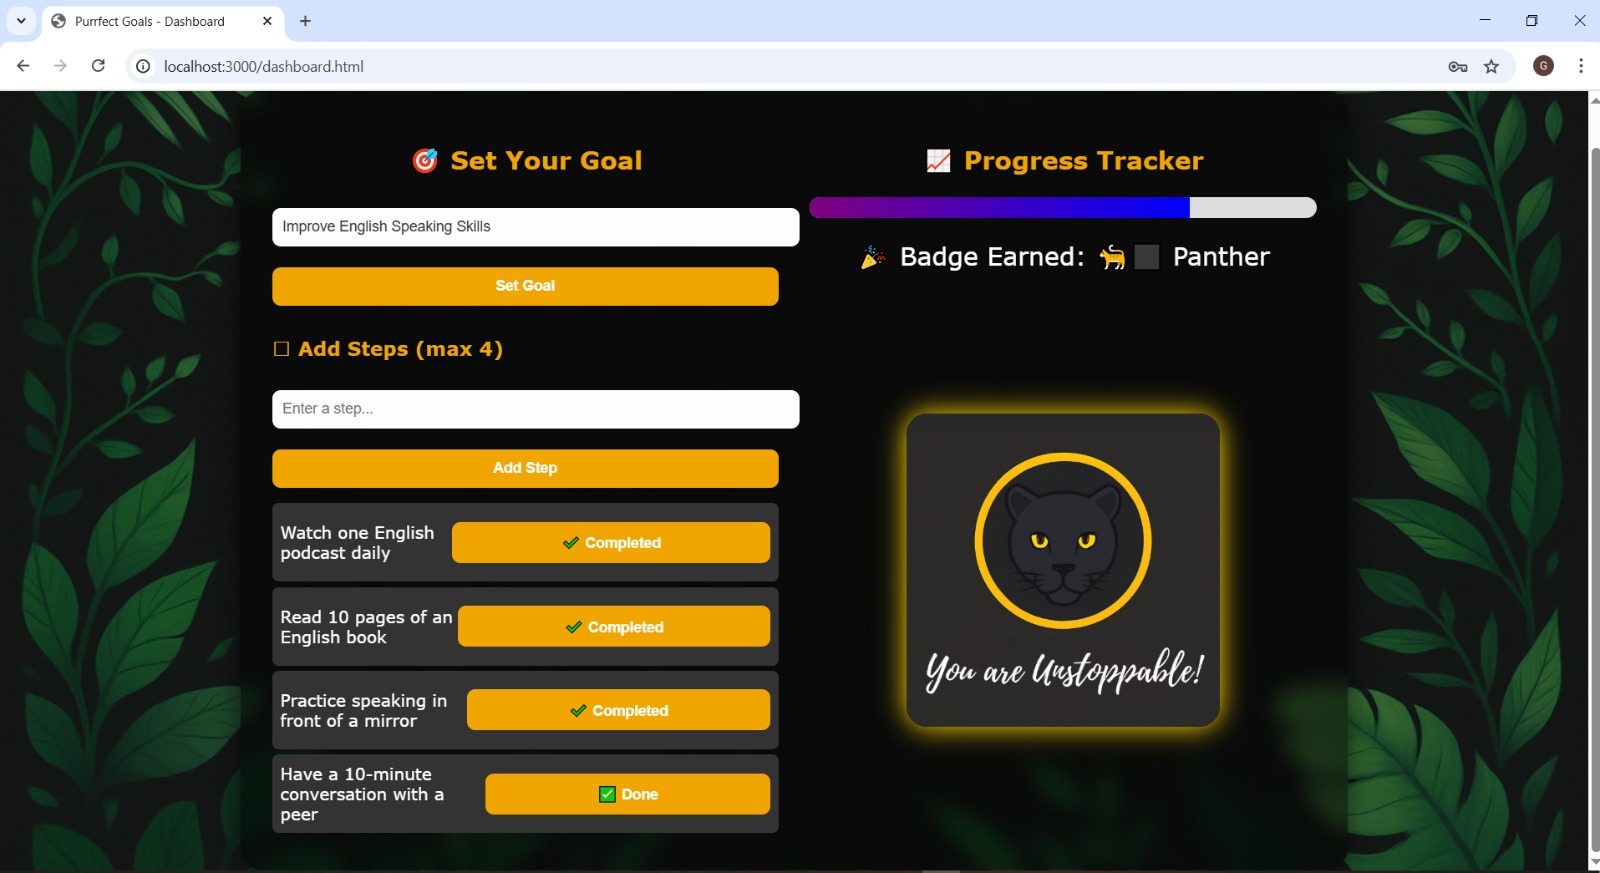 Purrfect Goals - Dashboard
localhost:3000/dashboard.html
G
🎯 Set Your Goal
Improve English Speaking Skills
Set Goal
☐ Add Steps (max 4)
Enter a step...
Add Step
Watch one English
podcast daily
✔ Completed
Read 10 pages of an
English book
✔ Completed
Practice speaking in
front of a mirror
✔ Completed
Have a 10-minute
conversation with a
peer
✅ Done
📈 Progress Tracker
🎉 Badge Earned: 🐈⬛ Panther
You are Unstoppable!